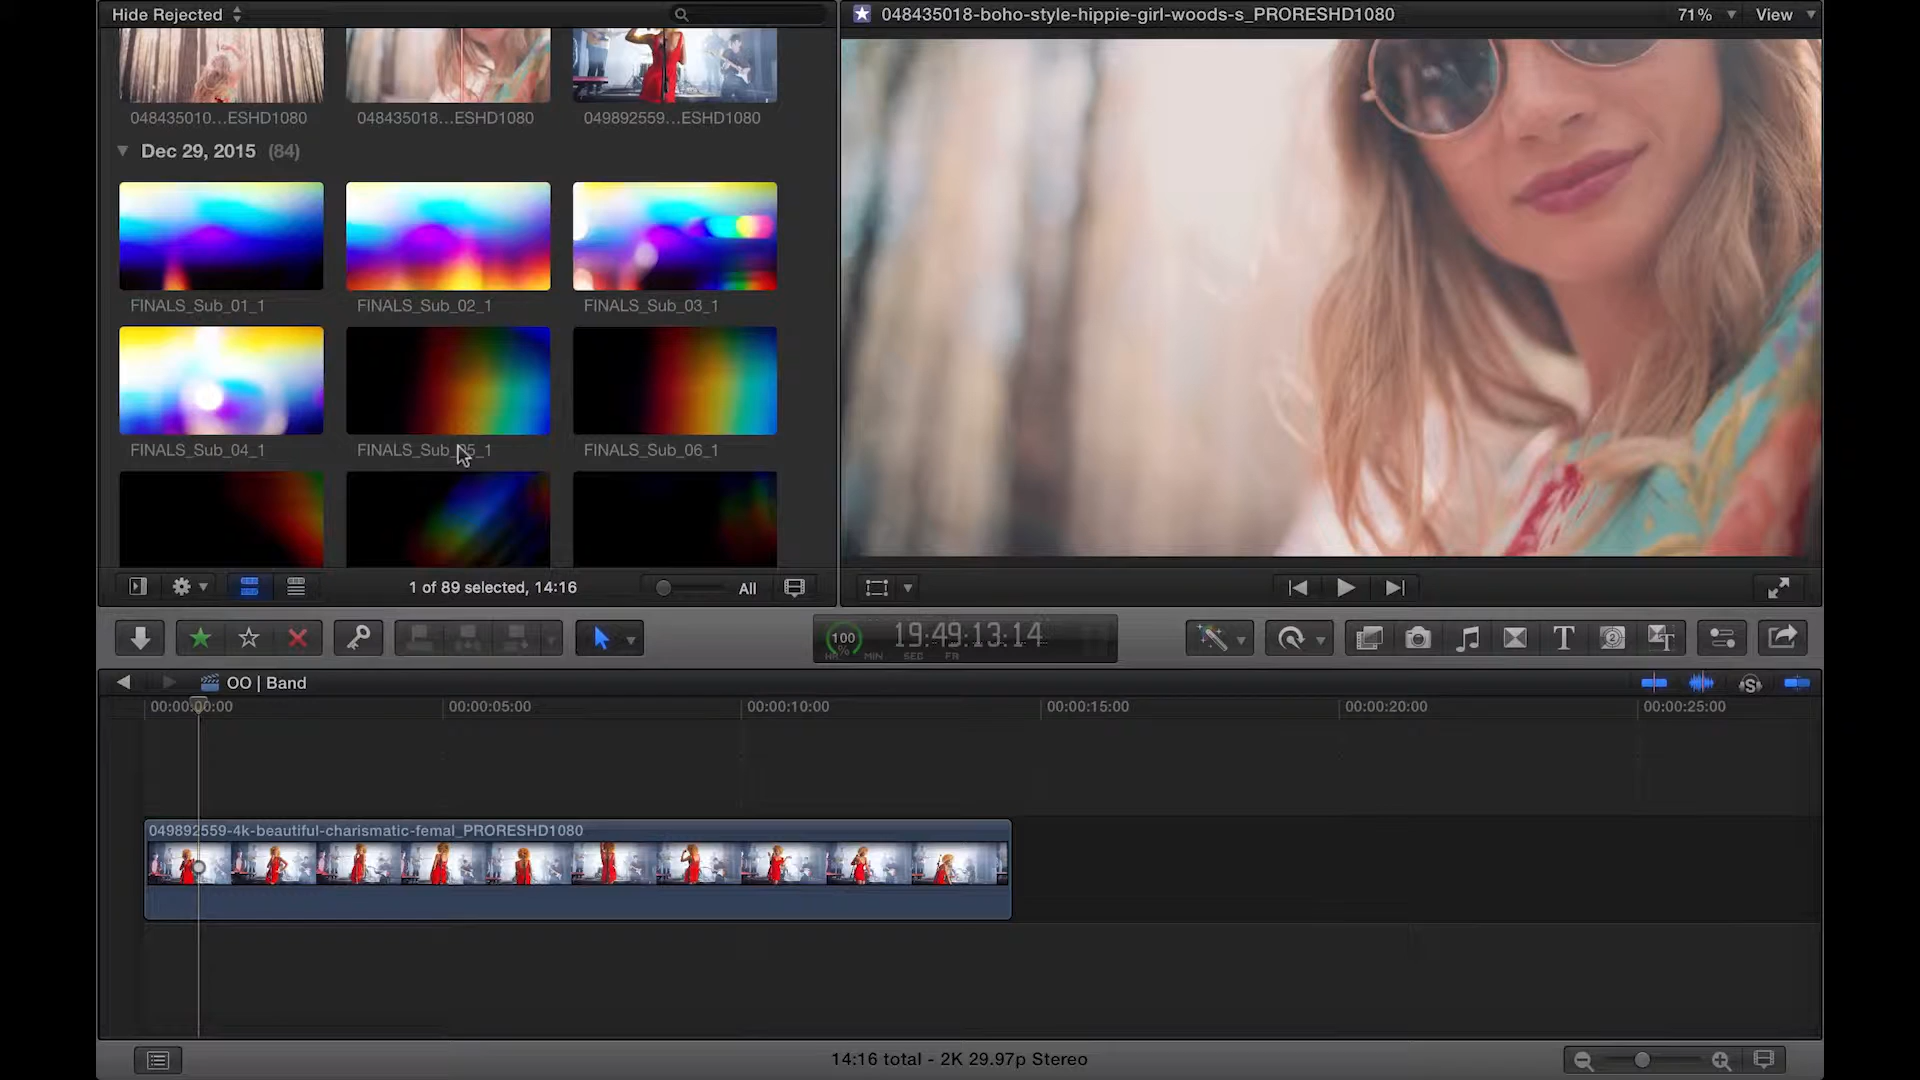 Hide Rejected
048435018-boho-style-hippie-girl-woods-s_PRORESHD1080
71%
View
048435010...ESHD1080
048435018...ESHD1080
049892559...ESHD1080
Dec 29, 2015 (84)
FINALS_Sub_01_1
FINALS_Sub_02_1
FINALS_Sub_03_1
FINALS_Sub_04_1
FINALS_Sub_05_1
FINALS_Sub_06_1
1 of 89 selected, 14:16
All
100
%
19:49:13:14
HR MIN SEC FR
OO | Band
00:00:00:00
00:00:05:00
00:00:10:00
00:00:15:00
00:00:20:00
00:00:25:00
049892559-4k-beautiful-charismatic-femal_PRORESHD1080
14:16 total - 2K 29.97p Stereo